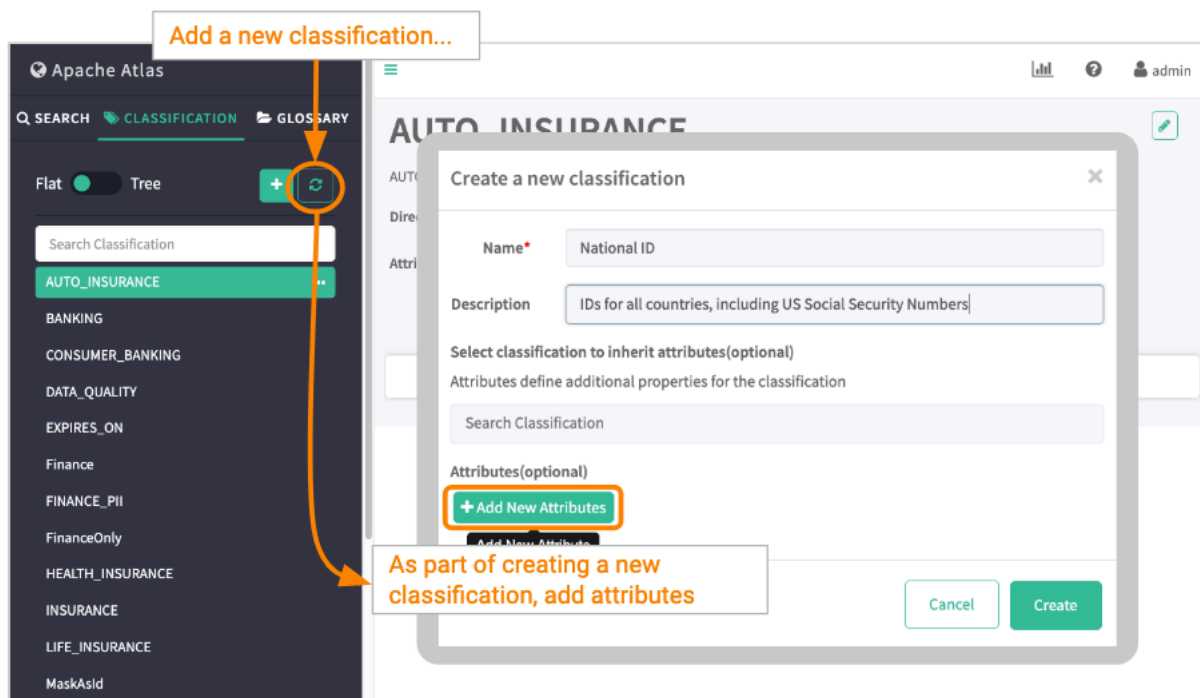 Add a new classification...
Apache Atlas
admin
SEARCH CLASSIFICATION GLOSSARY
Flat Tree
Search Classification
AUTO_INSURANCE
BANKING
CONSUMER_BANKING
DATA_QUALITY
EXPIRES_ON
Finance
FINANCE_PII
FinanceOnly
HEALTH_INSURANCE
INSURANCE
LIFE_INSURANCE
MaskAsId
AUTO_INSURANCE
Create a new classification
Name*
National ID
Description
IDs for all countries, including US Social Security Numbers
Select classification to inherit attributes(optional)
Attributes define additional properties for the classification
Search Classification
Attributes(optional)
+ Add New Attributes
Add New Attribute
As part of creating a new
classification, add attributes
Cancel
Create